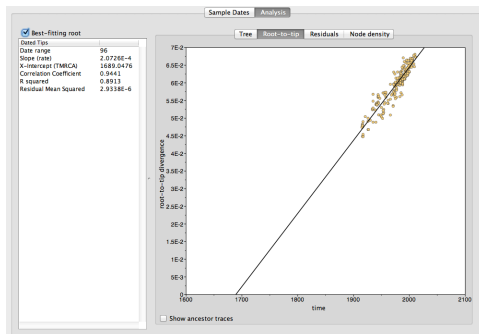 Sample Dates Analysis
Best-fitting root
Tree Root-to-tip Residuals Node density
Dated Tips
Date range 96
Slope (rate) 2.0726E-4
X-Intercept (TMRCA) 1689.0476
Correlation Coefficient 0.9441
R squared 0.8913
Residual Mean Squared 2.9338E-6
root-to-tip divergence
7E-2
6.5E-2
6E-2
5.5E-2
5E-2
4.5E-2
4E-2
3.5E-2
3E-2
2.5E-2
2E-2
1.5E-2
1E-2
5E-3
0
1600 1700 1800 1900 2000 2100
time
Show ancestor traces